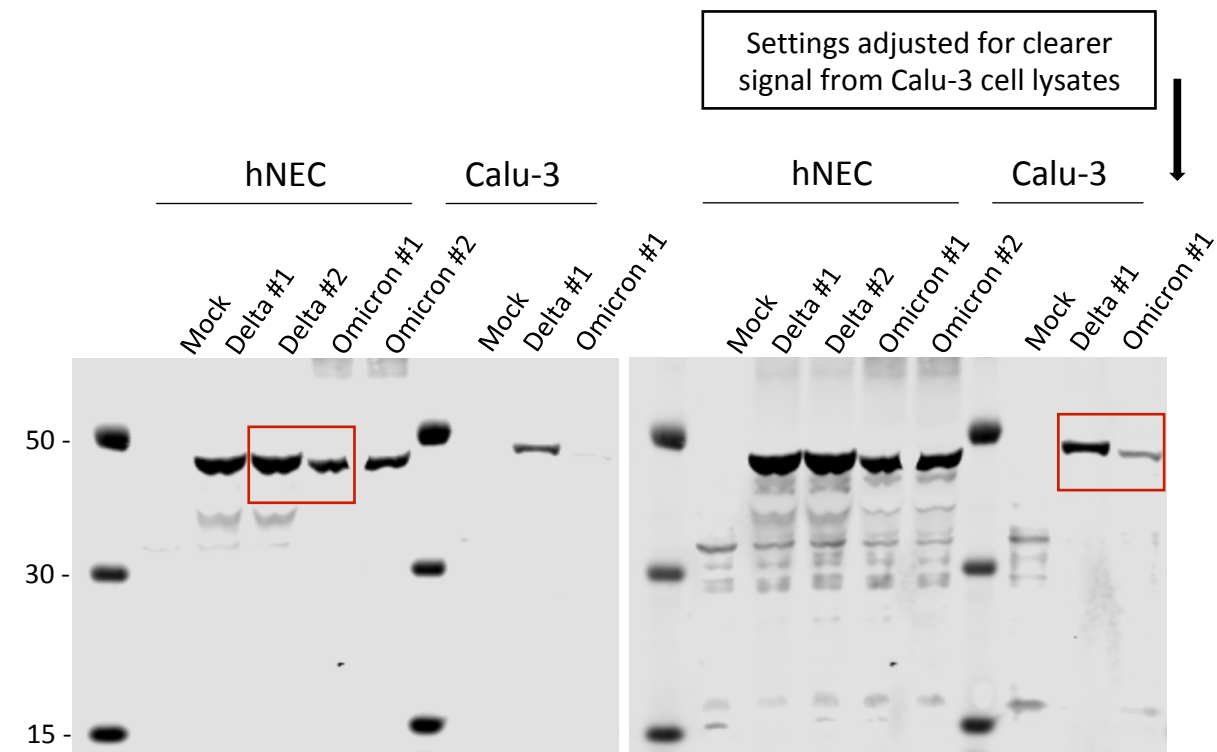 Settings adjusted for clearer
signal from Calu-3 cell lysates
hNEC
Calu-3
hNEC
Calu-3
Mock
Delta #1
Delta #2
Omicron #1
Omicron #2
Mock
Delta #1
Omicron #1
Mock
Delta #1
Delta #2
Omicron #1
Omicron #2
Mock
Delta #1
Omicron #1
50 -
30 -
15 -